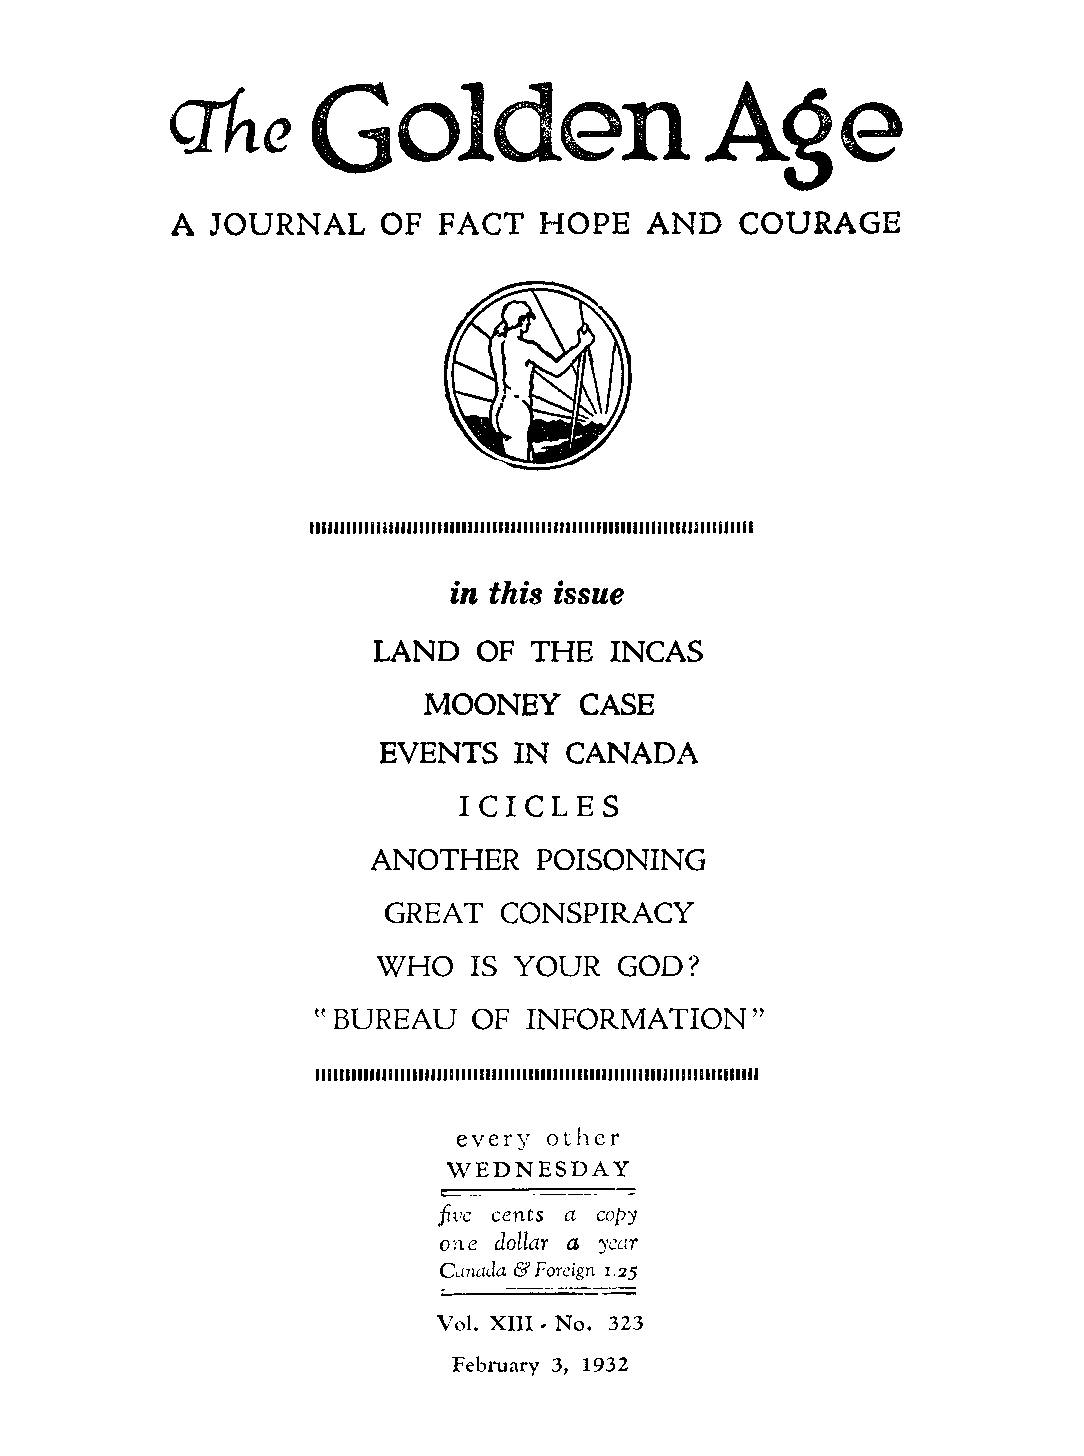 The Golden Age
A JOURNAL OF FACT HOPE AND COURAGE
in this issue
LAND OF THE INCAS
MOONEY CASE
EVENTS IN CANADA
ICICLES
ANOTHER POISONING
GREAT CONSPIRACY
WHO IS YOUR GOD?
"BUREAU OF INFORMATION"
every other
WEDNESDAY
five cents a copy
one dollar a year
Canada & Foreign 1.25
Vol. XIII - No. 323
February 3, 1932